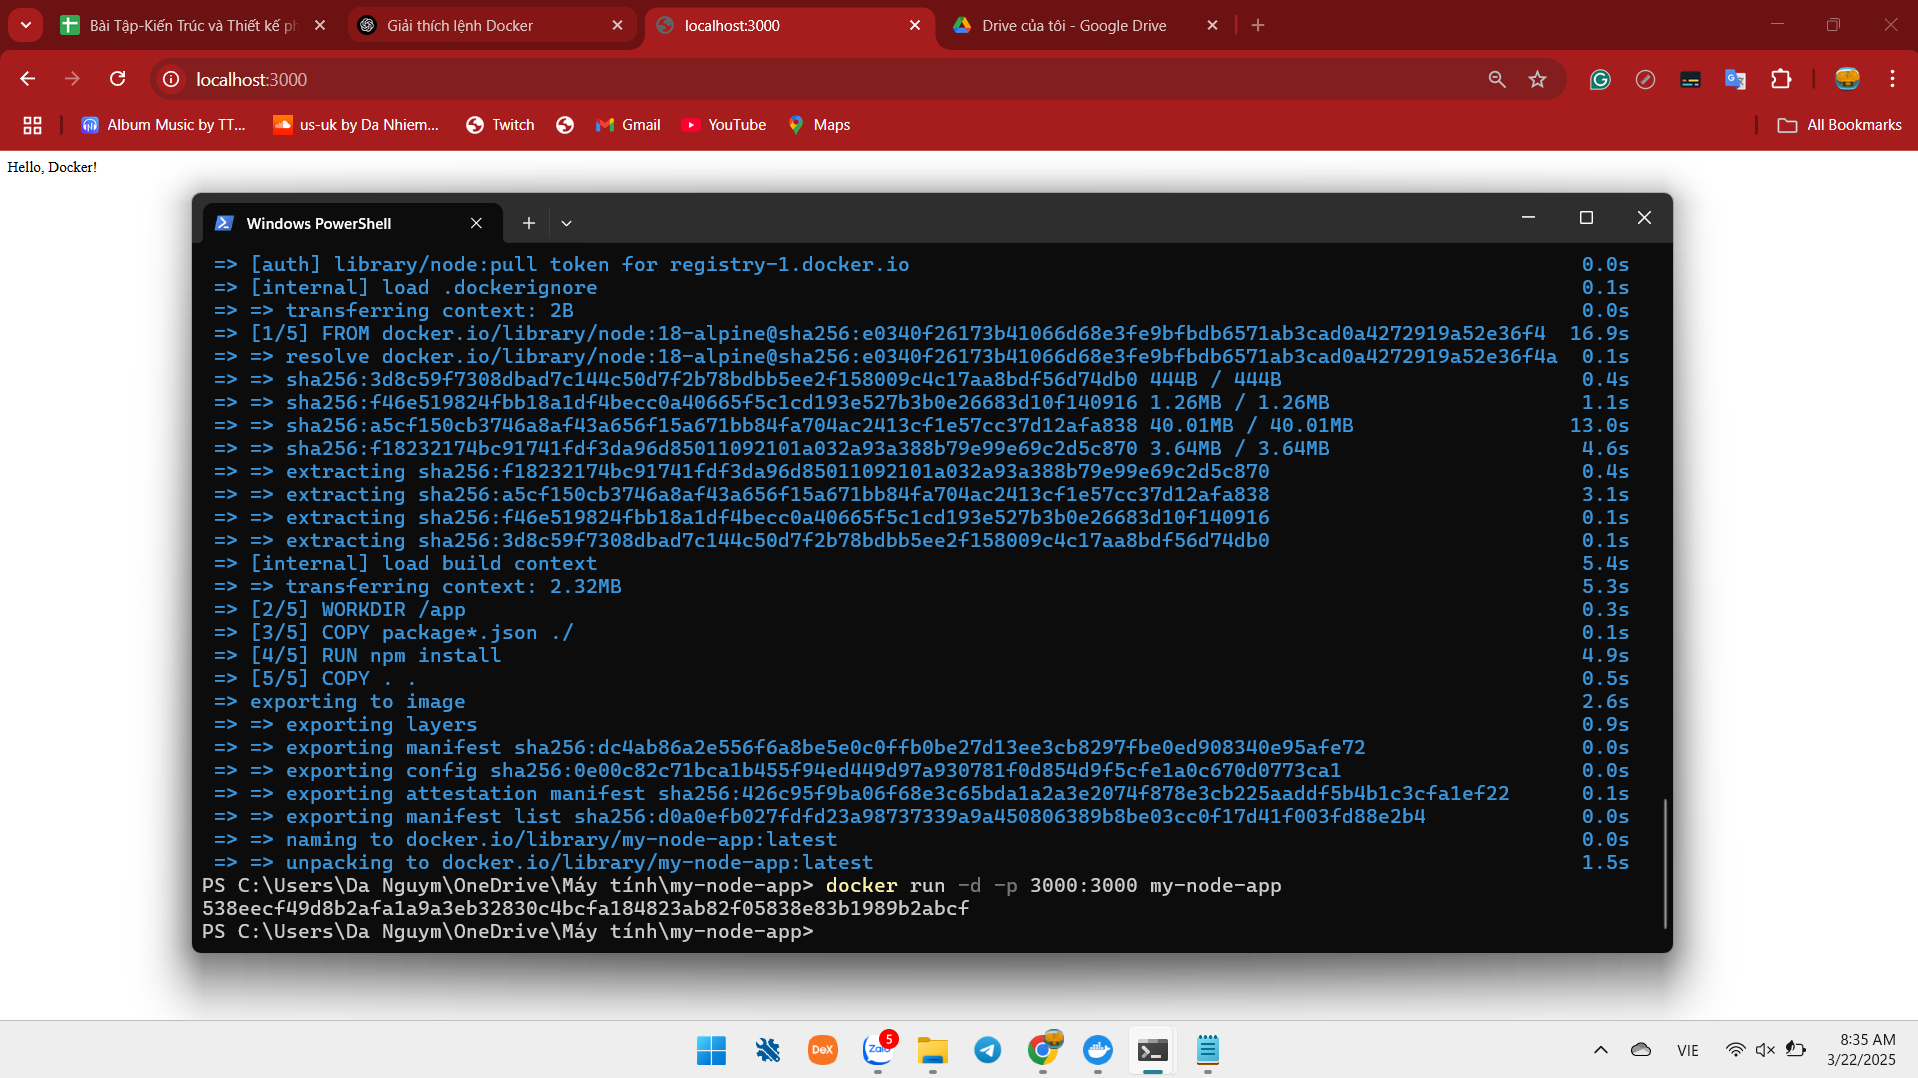 Bài Tập-Kiến Trúc và Thiết kế ph
Giải thích lệnh Docker
localhost:3000
Drive của tôi - Google Drive
localhost:3000
Album Music by TT...
us-uk by Da Nhiem...
Twitch
Gmail
YouTube
Maps
All Bookmarks
Hello, Docker!
Windows PowerShell
=> [auth] library/node:pull token for registry-1.docker.io 0.0s
=> [internal] load .dockerignore 0.1s
=> => transferring context: 2B 0.0s
=> [1/5] FROM docker.io/library/node:18-alpine@sha256:e0340f26173b41066d68e3fe9bfbdb6571ab3cad0a4272919a52e36f4 16.9s
=> => resolve docker.io/library/node:18-alpine@sha256:e0340f26173b41066d68e3fe9bfbdb6571ab3cad0a4272919a52e36f4a 0.1s
=> => sha256:3d8c59f7308dbad7c144c50d7f2b78bdbb5ee2f158009c4c17aa8bdf56d74db0 444B / 444B 0.4s
=> => sha256:f46e519824fbb18a1df4becc0a40665f5c1cd193e527b3b0e26683d10f140916 1.26MB / 1.26MB 1.1s
=> => sha256:a5cf150cb3746a8af43a656f15a671bb84fa704ac2413cf1e57cc37d12afa838 40.01MB / 40.01MB 13.0s
=> => sha256:f18232174bc91741fdf3da96d85011092101a032a93a388b79e99e69c2d5c870 3.64MB / 3.64MB 4.6s
=> => extracting sha256:f18232174bc91741fdf3da96d85011092101a032a93a388b79e99e69c2d5c870 0.4s
=> => extracting sha256:a5cf150cb3746a8af43a656f15a671bb84fa704ac2413cf1e57cc37d12afa838 3.1s
=> => extracting sha256:f46e519824fbb18a1df4becc0a40665f5c1cd193e527b3b0e26683d10f140916 0.1s
=> => extracting sha256:3d8c59f7308dbad7c144c50d7f2b78bdbb5ee2f158009c4c17aa8bdf56d74db0 0.1s
=> [internal] load build context 5.4s
=> => transferring context: 2.32MB 5.3s
=> [2/5] WORKDIR /app 0.3s
=> [3/5] COPY package*.json ./ 0.1s
=> [4/5] RUN npm install 4.9s
=> [5/5] COPY . . 0.5s
=> exporting to image 2.6s
=> => exporting layers 0.9s
=> => exporting manifest sha256:dc4ab86a2e556f6a8be5e0c0ffb0be27d13ee3cb8297fbe0ed908340e95afe72 0.0s
=> => exporting config sha256:0e00c82c71bca1b455f94ed449d97a930781f0d854d9f5cfe1a0c670d0773ca1 0.0s
=> => exporting attestation manifest sha256:426c95f9ba06f68e3c65bda1a2a3e2074f878e3cb225aaddf5b4b1c3cfa1ef22 0.1s
=> => exporting manifest list sha256:d0a0efb027fdfd23a98737339a9a450806389b8be03cc0f17d41f003fd88e2b4 0.0s
=> => naming to docker.io/library/my-node-app:latest 0.0s
=> => unpacking to docker.io/library/my-node-app:latest 1.5s
PS C:\Users\Da Nguym\OneDrive\Máy tính\my-node-app> docker run -d -p 3000:3000 my-node-app
538eecf49d8b2afa1a9a3eb32830c4bcfa184823ab82f05838e83b1989b2abcf
PS C:\Users\Da Nguym\OneDrive\Máy tính\my-node-app>
DeX
Zalo
5
VIE
8:35 AM
3/22/2025